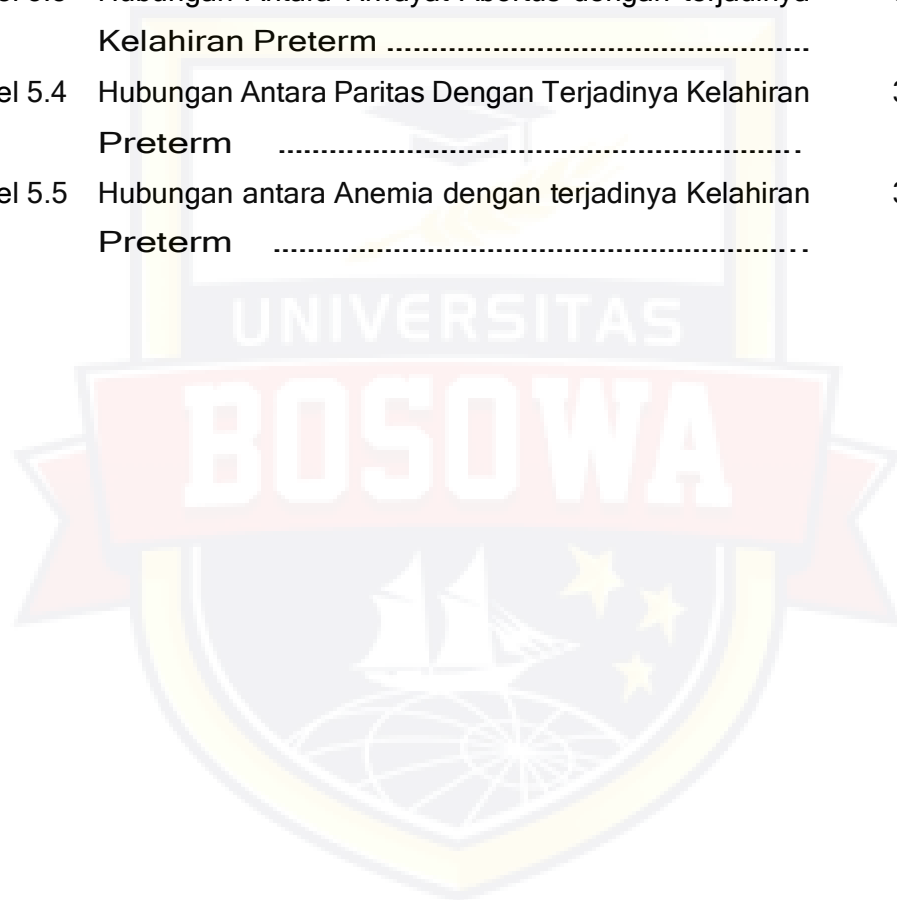 Kelahiran Preterm ..................................................
el 5.4 Hubungan Antara Paritas Dengan Terjadinya Kelahiran
Preterm ..............................................................
el 5.5 Hubungan antara Anemia dengan terjadinya Kelahiran
Preterm ...............................................................
UNIVERSITAS
BOSOWA